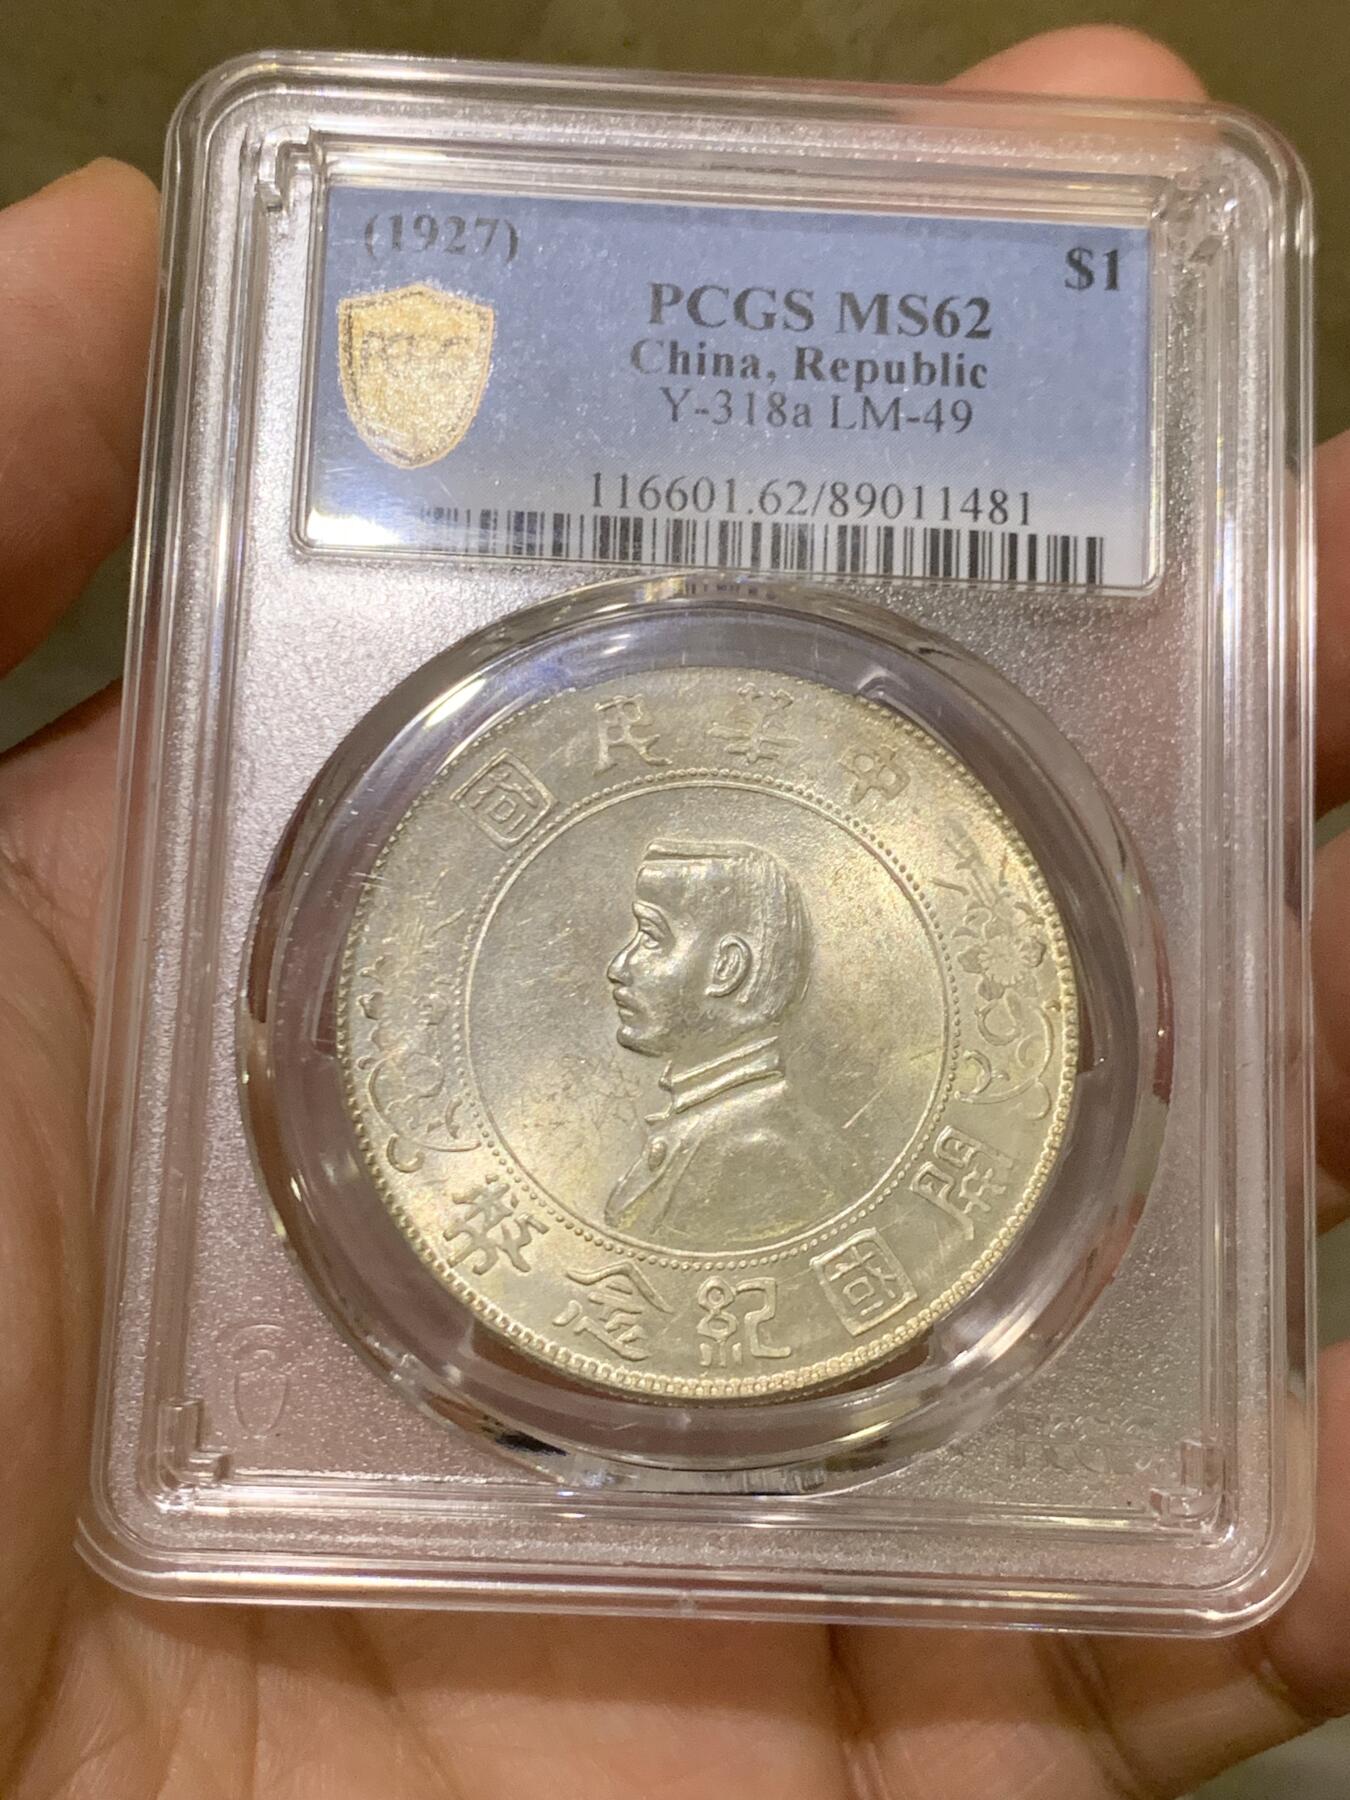 (1927)
$1
PCGS MS62
China, Republic
Y-318a LM-49
116601.62/89011481
PCGS
國民華中
幣念紀國開